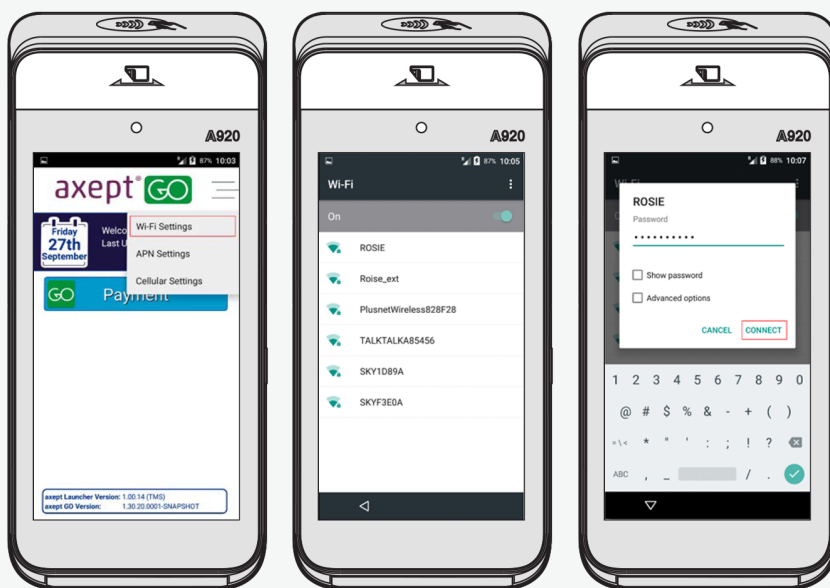 A920
87% 10:03
axept® GO
Friday
27th
September
Welco
Last U
Wi-Fi Settings
APN Settings
Cellular Settings
GO Payment
axept Launcher Version: 1.00.14 (TMS)
axept GO Version: 1.30.20.0001-SNAPSHOT
A920
87% 10:05
Wi-Fi
On
ROSIE
Roise_ext
PlusnetWireless828F28
TALKTALKA85456
SKY1D89A
SKYF3E0A
A920
88% 10:07
Wi-Fi
ROSIE
Password
••••••••••
Show password
Advanced options
CANCEL CONNECT
1 2 3 4 5 6 7 8 9 0
@ # $ % & - + ( )
= \ < * " ' : ; ! ?
ABC , _ / .